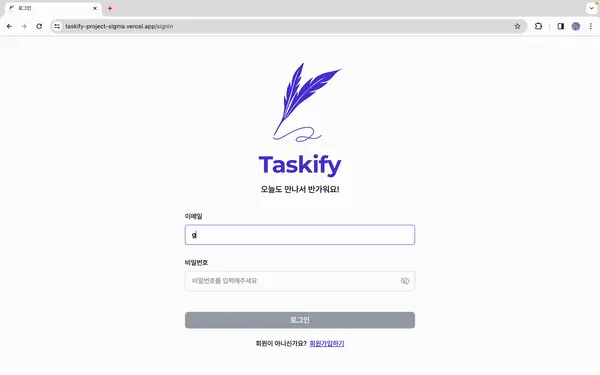 로그인
taskify-project-sigma.vercel.app/signin
Taskify
오늘도 만나서 반가워요!
이메일
g
비밀번호
비밀번호를 입력해주세요
로그인
회원이 아니신가요? 회원가입하기